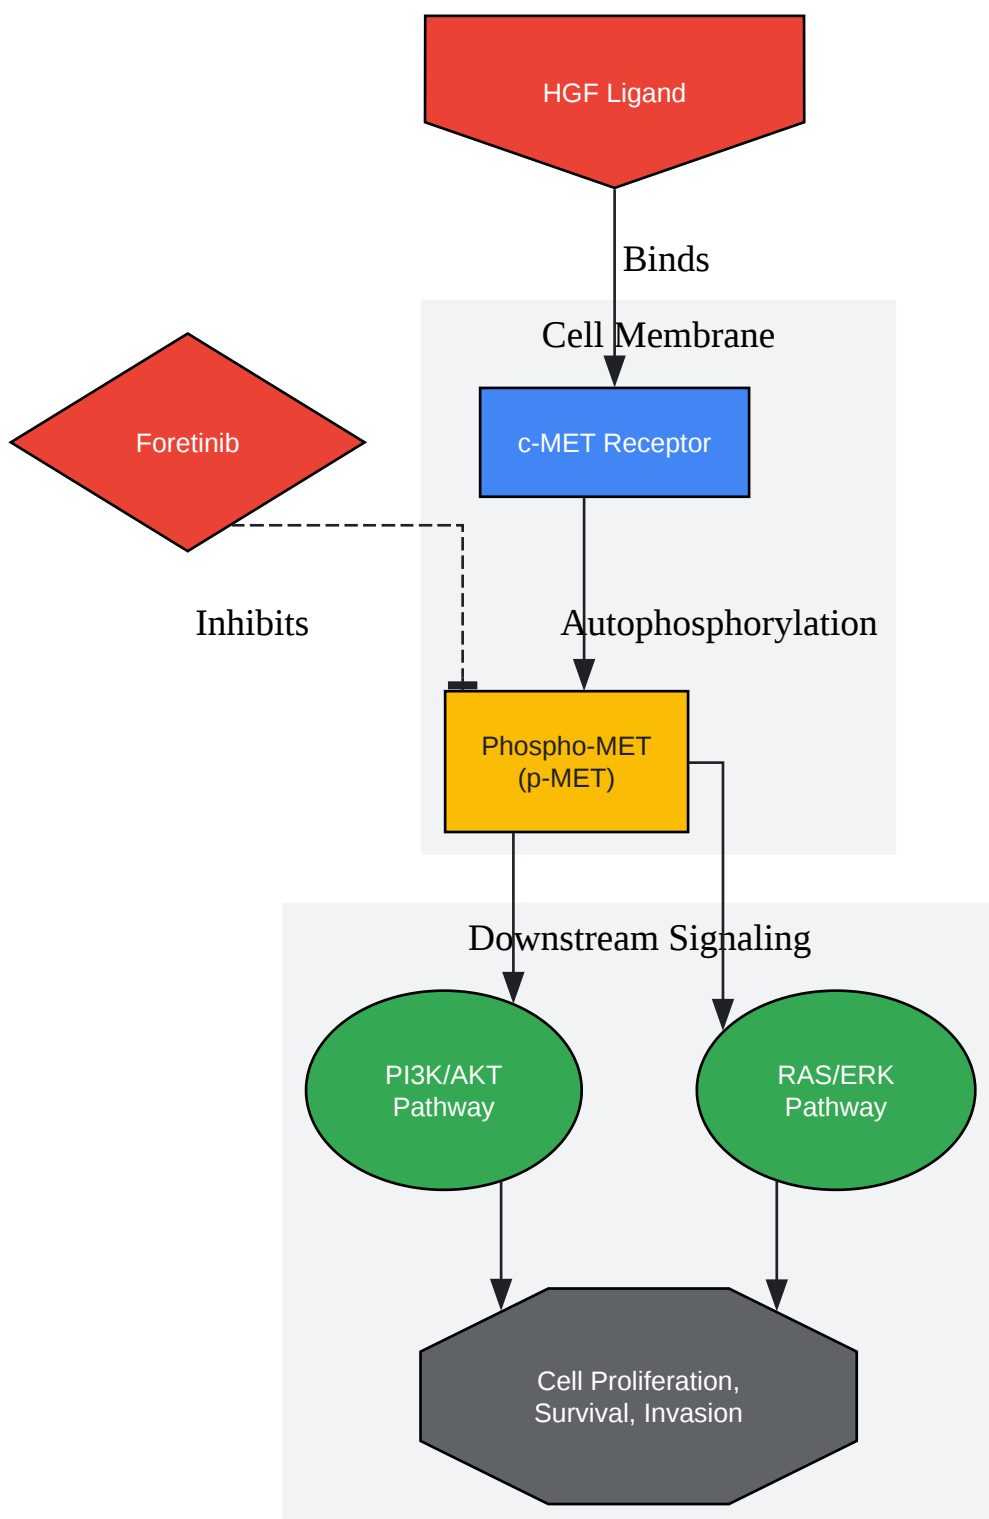 HGF Ligand
Binds
Cell Membrane
Foretinib
c-MET Receptor
Inhibits
Autophosphorylation
Phospho-MET
(p-MET)
Downstream Signaling
PI3K/AKT
Pathway
RAS/ERK
Pathway
Cell Proliferation,
Survival, Invasion